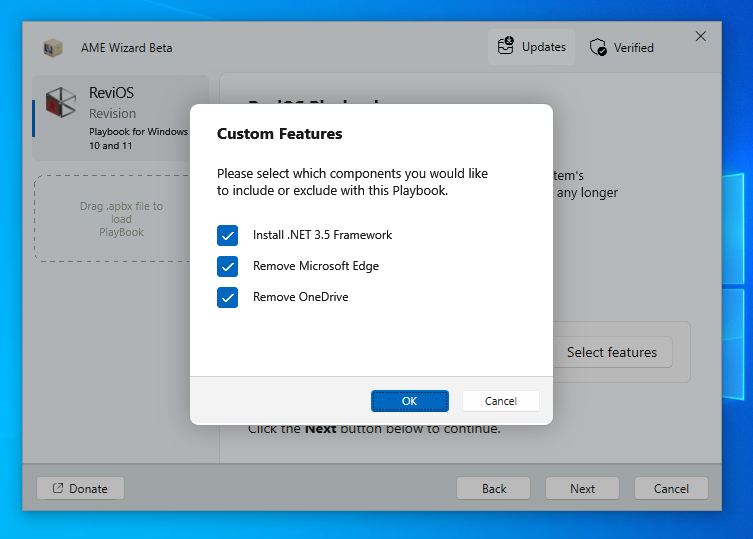 AME Wizard Beta
Updates
Verified
ReviOS
Revision
Playbook for Windows
10 and 11
Drag .apbx file to
load
PlayBook
Custom Features
Please select which components you would like
to include or exclude with this Playbook.
Install .NET 3.5 Framework
Remove Microsoft Edge
Remove OneDrive
OK
Cancel
any longer
Select features
Click the Next button below to continue.
Donate
Back
Next
Cancel